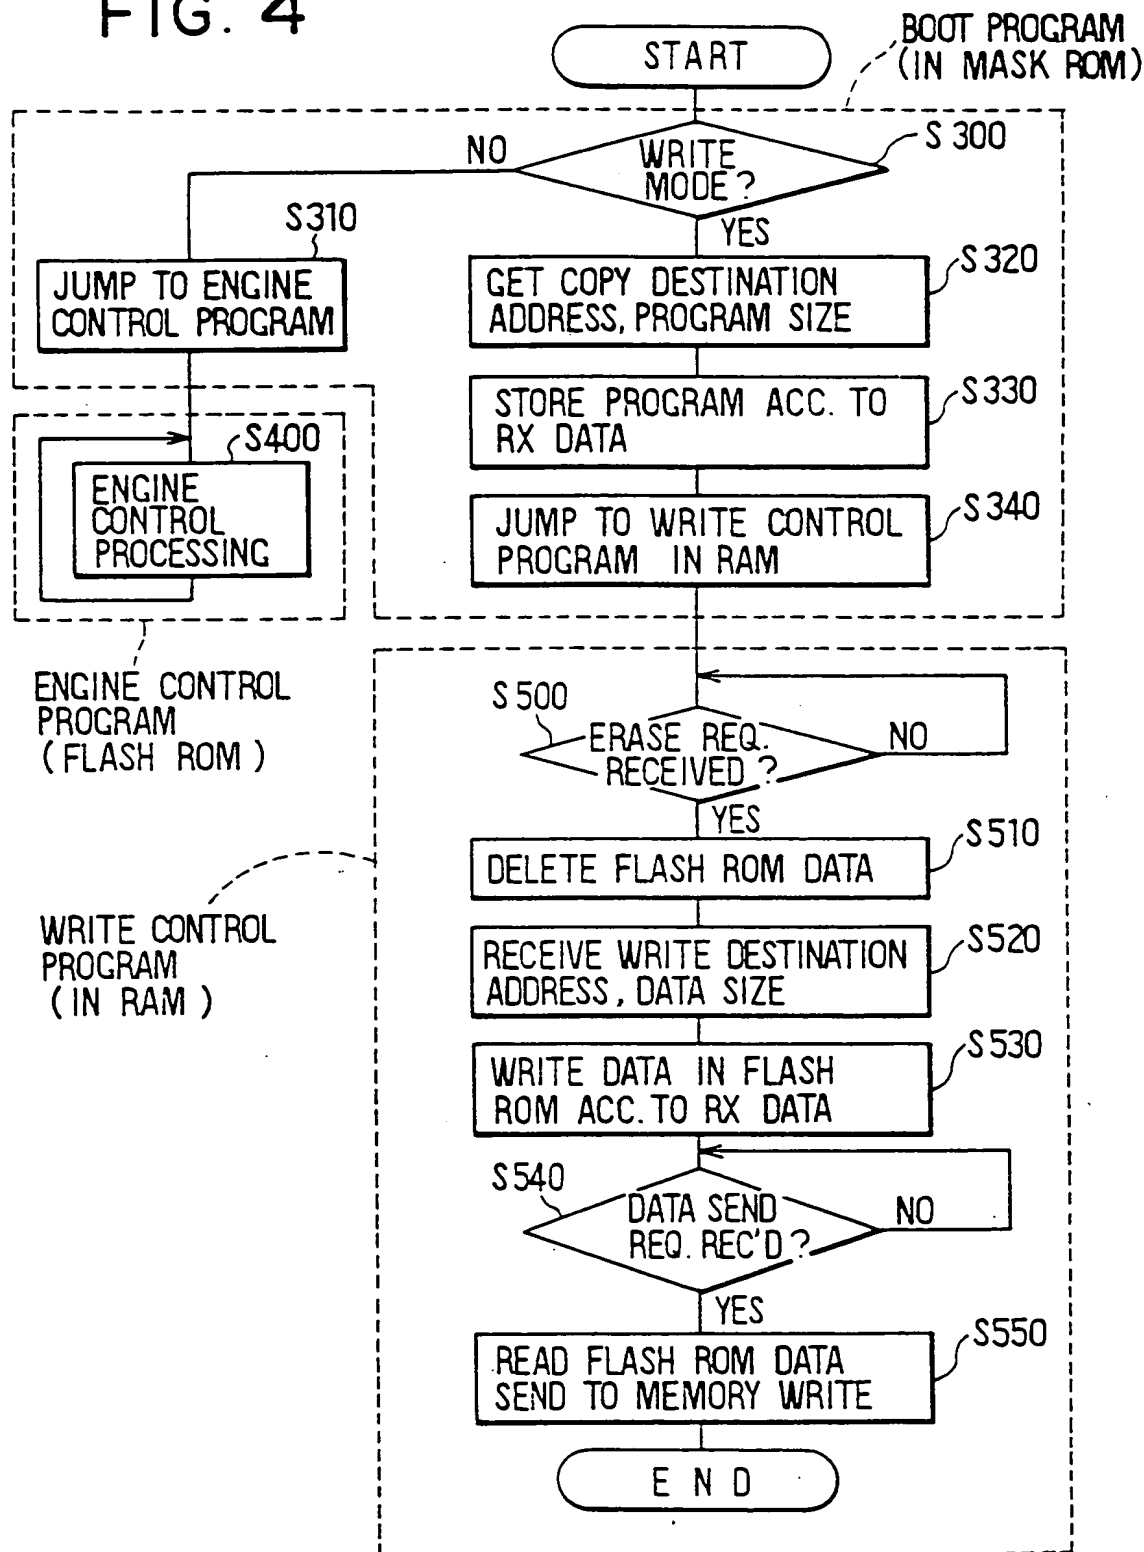 FIG. 4
START
BOOT PROGRAM
(IN MASK ROM)
S300
WRITE
MODE?
NO
YES
S310
JUMP TO ENGINE
CONTROL PROGRAM
S320
GET COPY DESTINATION
ADDRESS, PROGRAM SIZE
S330
STORE PROGRAM ACC. TO
RX DATA
S340
JUMP TO WRITE CONTROL
PROGRAM IN RAM
S400
ENGINE
CONTROL
PROCESSING
ENGINE CONTROL
PROGRAM
(FLASH ROM)
S500
ERASE REQ.
RECEIVED?
NO
YES
S510
DELETE FLASH ROM DATA
WRITE CONTROL
PROGRAM
(IN RAM)
S520
RECEIVE WRITE DESTINATION
ADDRESS, DATA SIZE
S530
WRITE DATA IN FLASH
ROM ACC. TO RX DATA
S540
DATA SEND
REQ. REC'D?
NO
YES
S550
READ FLASH ROM DATA
SEND TO MEMORY WRITE
END